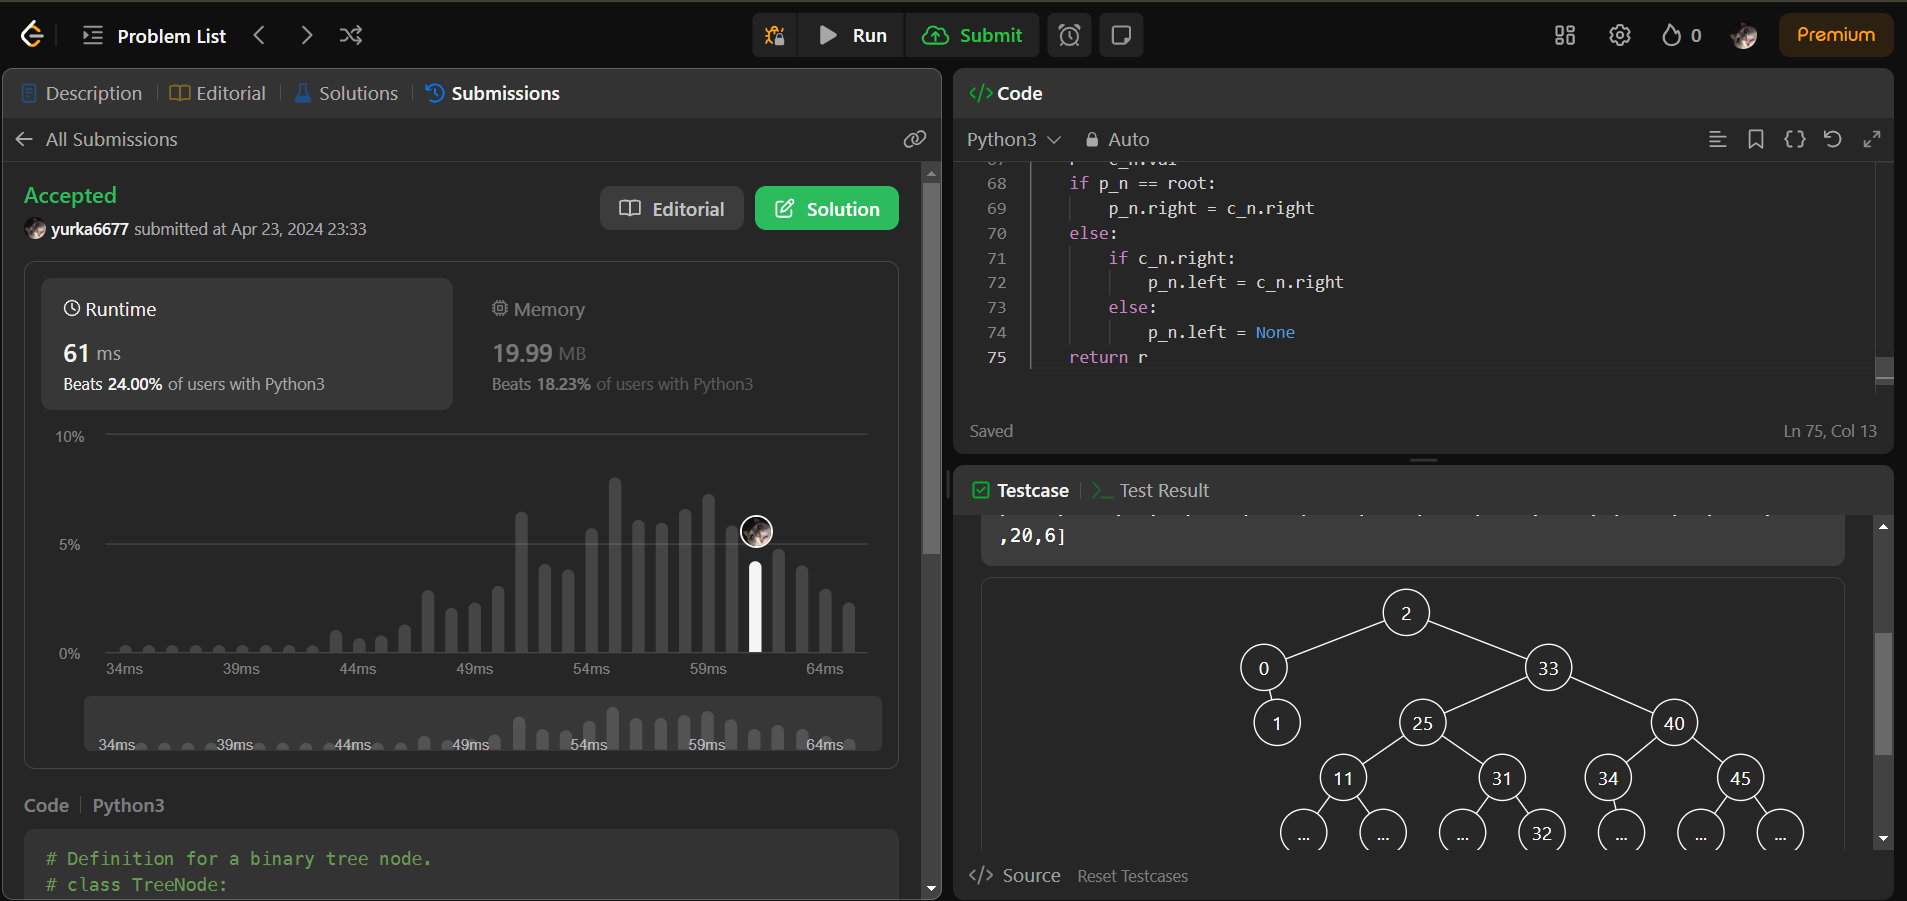 Problem List
Run
Submit
0
Premium
Description
Editorial
Solutions
Submissions
All Submissions
Accepted
yurka6677 submitted at Apr 23, 2024 23:33
Editorial
Solution
Runtime
61 ms
Beats 24.00% of users with Python3
Memory
19.99 MB
Beats 18.23% of users with Python3
10%
5%
0%
34ms 39ms 44ms 49ms 54ms 59ms 64ms
34ms 39ms 44ms 49ms 54ms 59ms 64ms
Code Python3
# Definition for a binary tree node.
# class TreeNode:
</> Code
Python3 Auto
68 if p_n == root:
69 p_n.right = c_n.right
70 else:
71 if c_n.right:
72 p_n.left = c_n.right
73 else:
74 p_n.left = None
75 return r
Saved
Ln 75, Col 13
Testcase
Test Result
,20,6]
2
0 33
1 25 40
11 31 34 45
... ... ... 32 ... ... ...
</> Source Reset Testcases